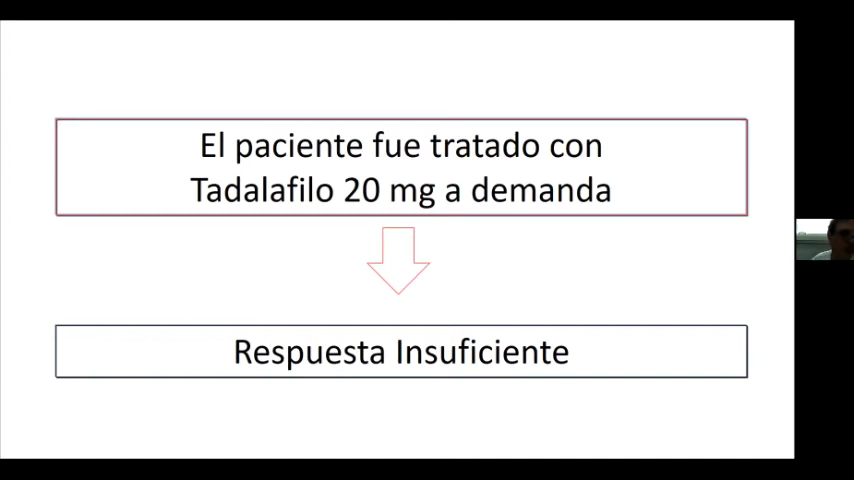 El paciente fue tratado con
Tadalafilo 20 mg a demanda
Respuesta Insuficiente